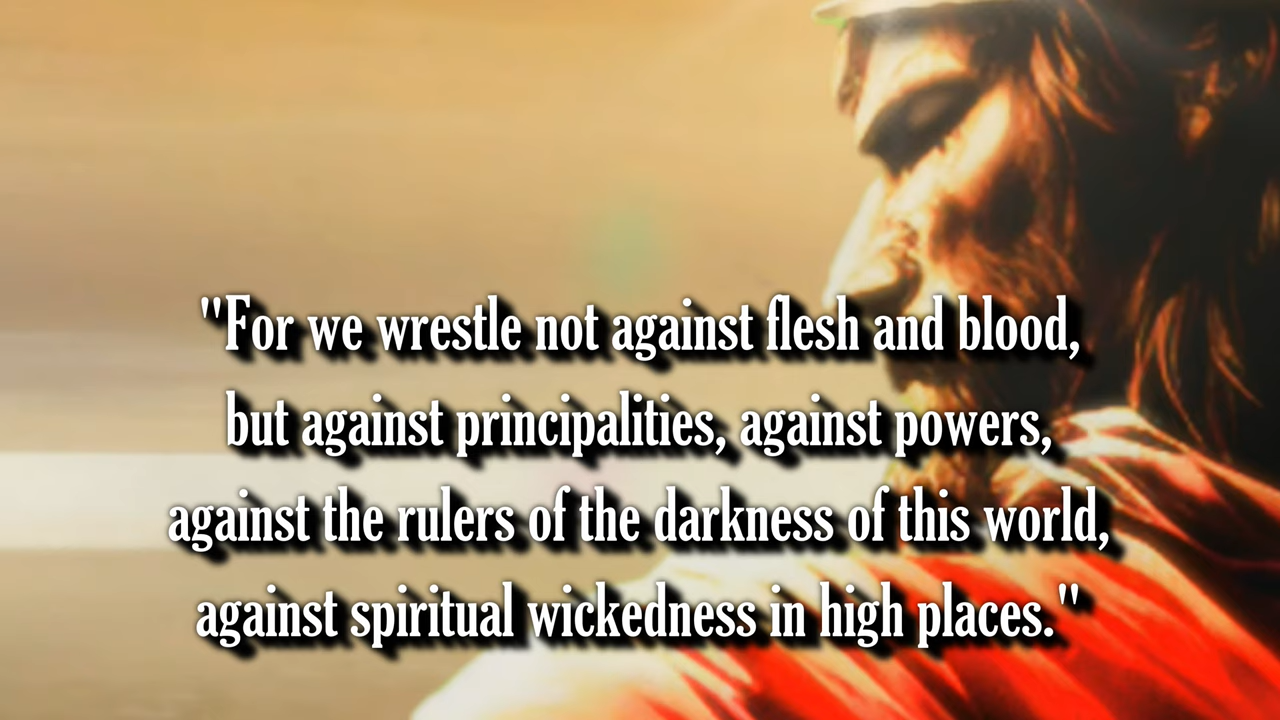 "For we wrestle not against flesh and blood,
but against principalities, against powers,
against the rulers of the darkness of this world,
against spiritual wickedness in high places."